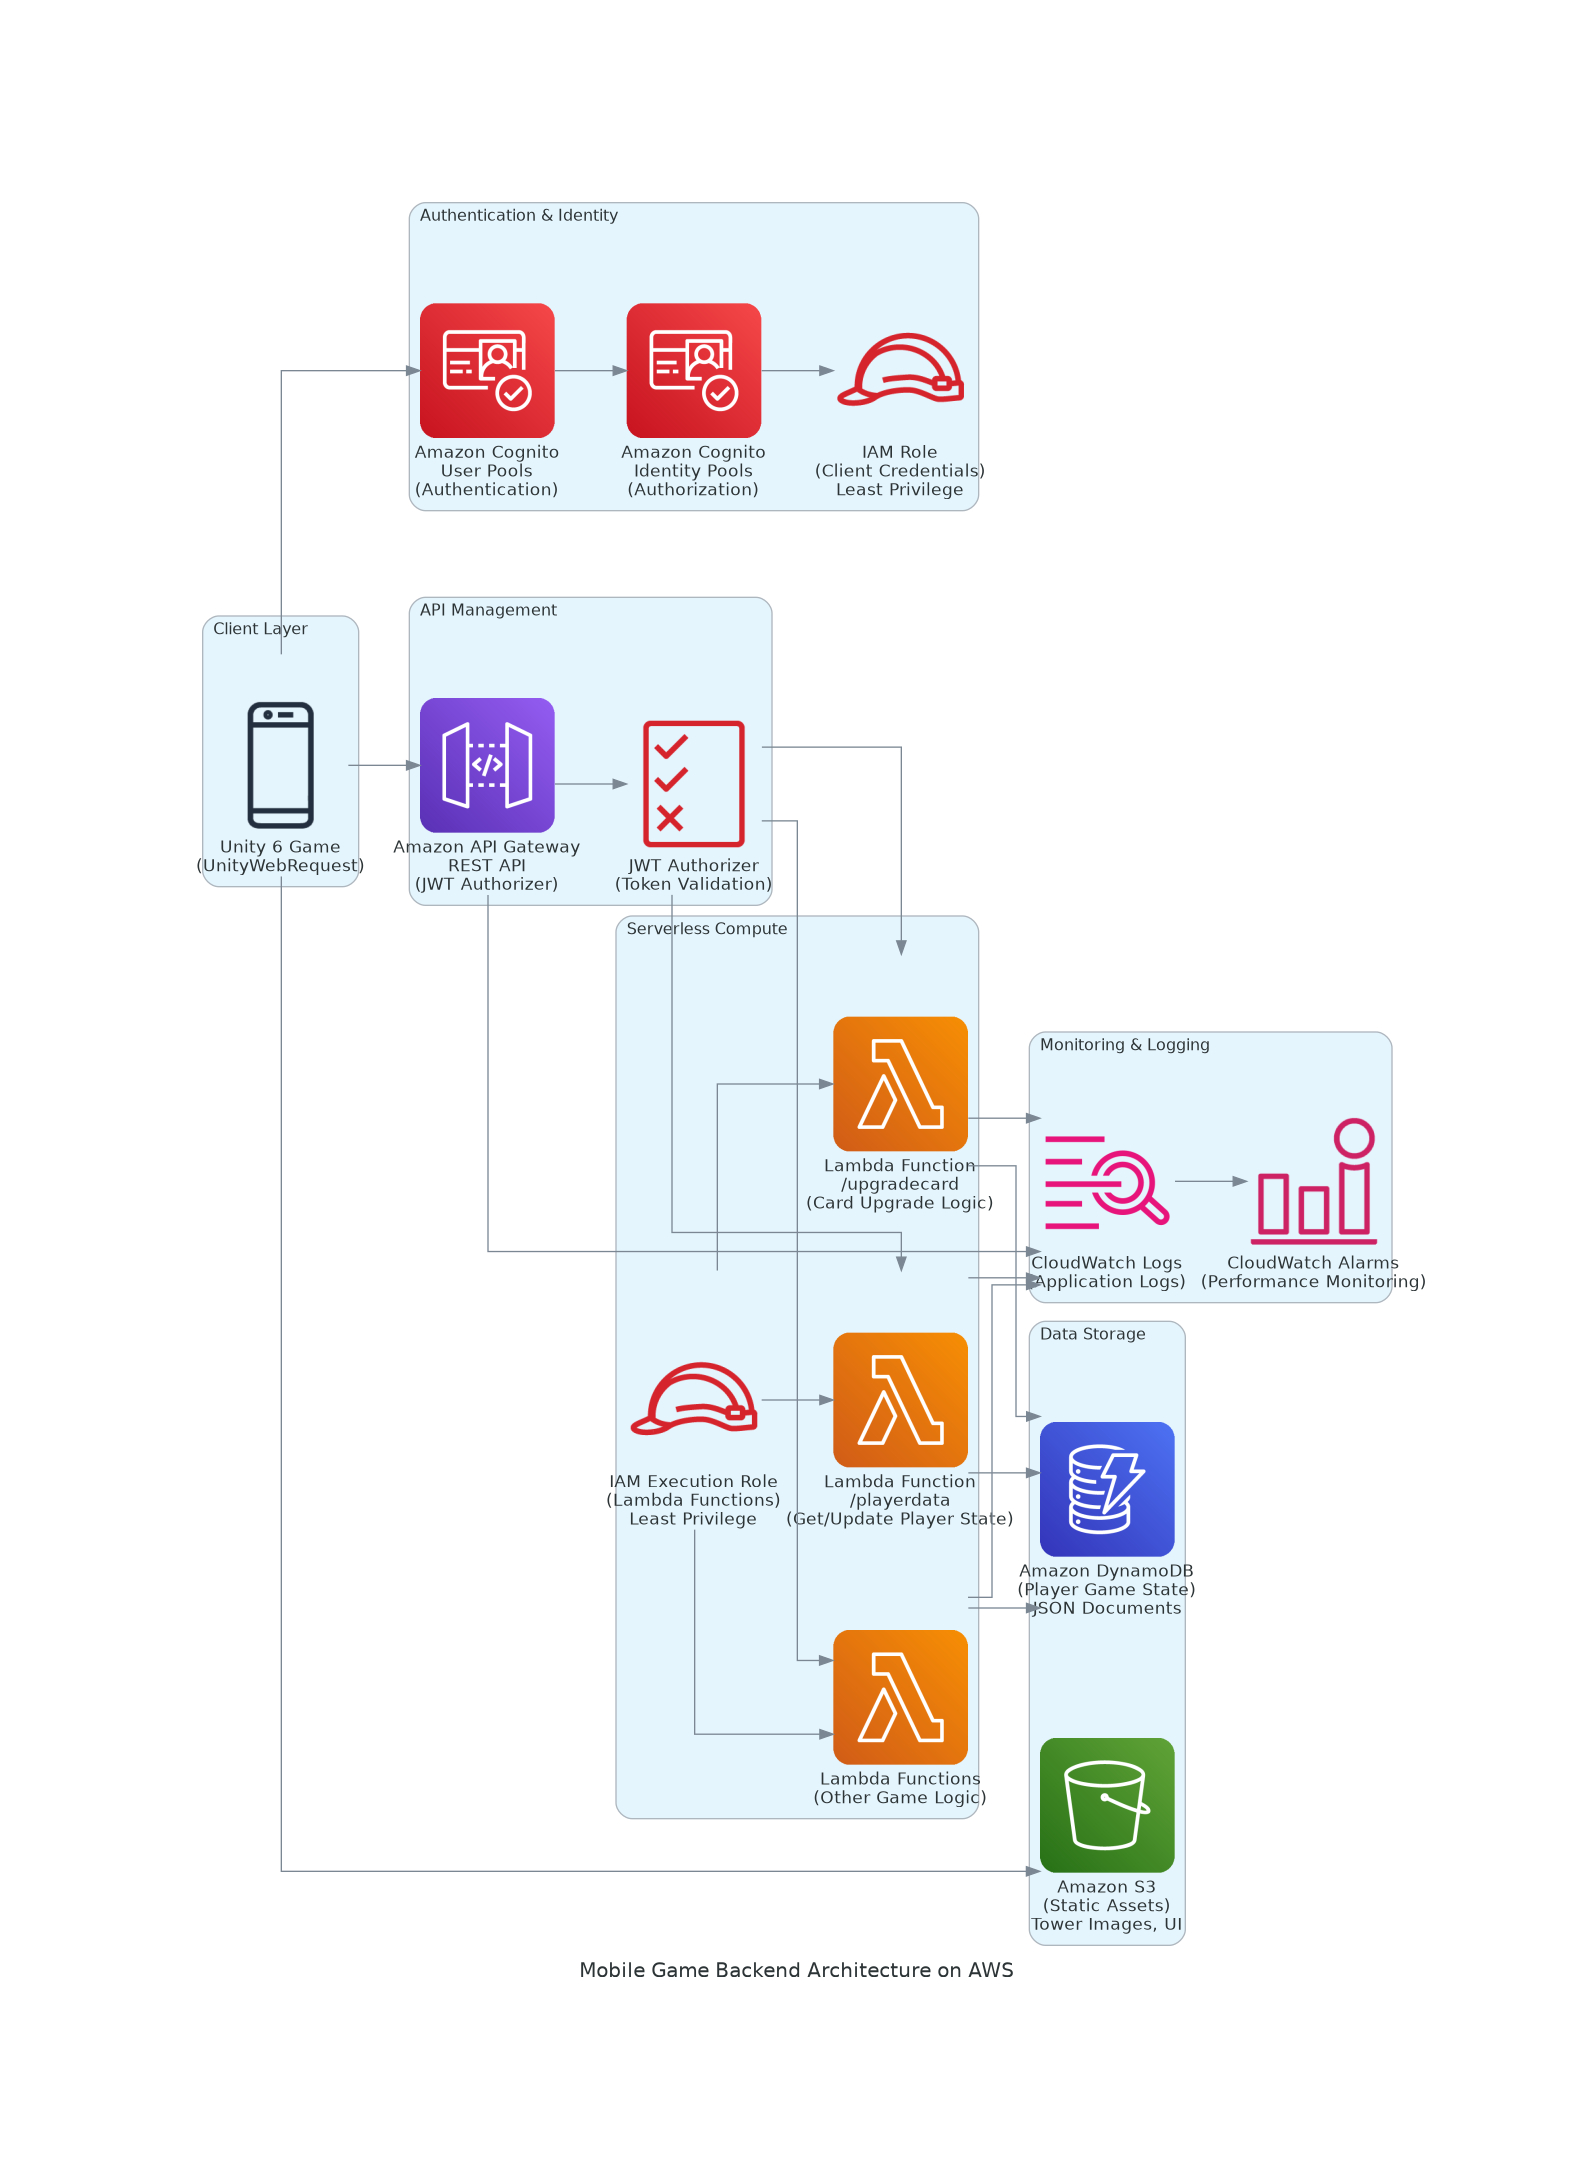 Authentication & Identity
Amazon Cognito
User Pools
(Authentication)
Amazon Cognito
Identity Pools
(Authorization)
IAM Role
(Client Credentials)
Least Privilege
Client Layer
Unity 6 Game
(UnityWebRequest)
API Management
Amazon API Gateway
REST API
(JWT Authorizer)
JWT Authorizer
(Token Validation)
Serverless Compute
Lambda Function
/upgradecard
(Card Upgrade Logic)
IAM Execution Role
(Lambda Functions)
Least Privilege
Lambda Function
/playerdata
(Get/Update Player State)
Lambda Functions
(Other Game Logic)
Monitoring & Logging
CloudWatch Logs
(Application Logs)
CloudWatch Alarms
(Performance Monitoring)
Data Storage
Amazon DynamoDB
(Player Game State)
JSON Documents
Amazon S3
(Static Assets)
Tower Images, UI
Mobile Game Backend Architecture on AWS